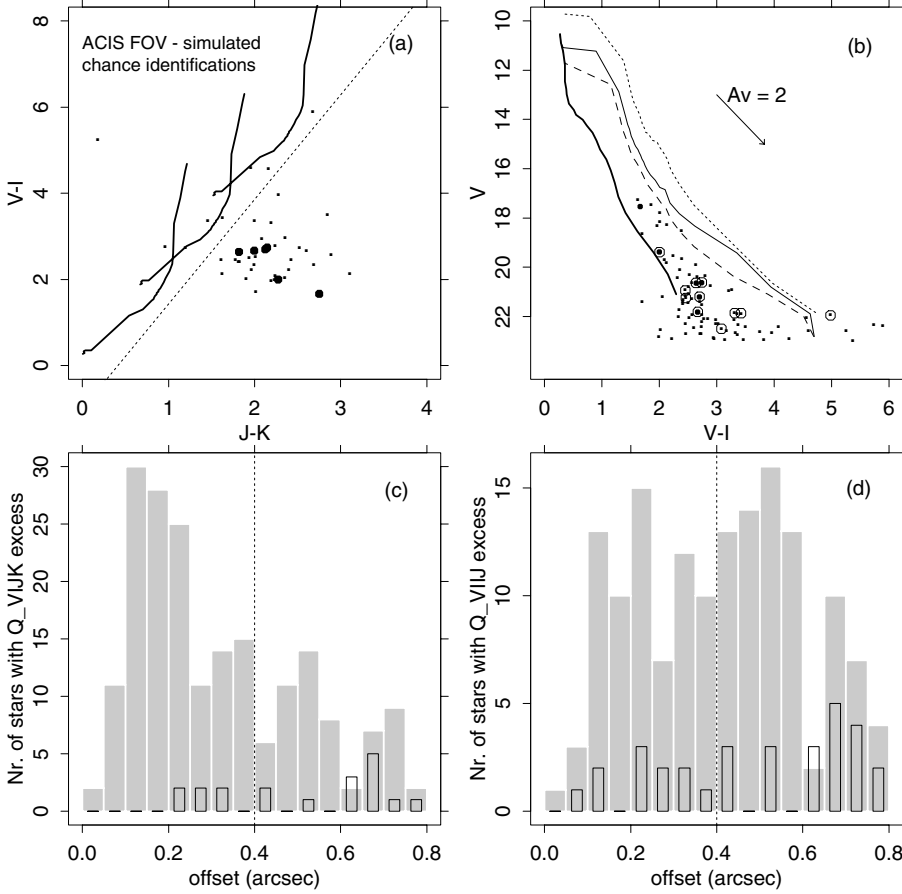 ACIS FOV - simulated
chance identifications
(a)
V-I
0 2 4 6 8
0 1 2 3 4
J-K
(b)
Av = 2
V
10 12 14 16 18 20 22
0 1 2 3 4 5 6
V-I
(c)
Nr. of stars with Q_VIJK excess
0 5 10 15 20 25 30
0.0 0.2 0.4 0.6 0.8
offset (arcsec)
(d)
Nr. of stars with Q_VIIJ excess
0 5 10 15
0.0 0.2 0.4 0.6 0.8
offset (arcsec)